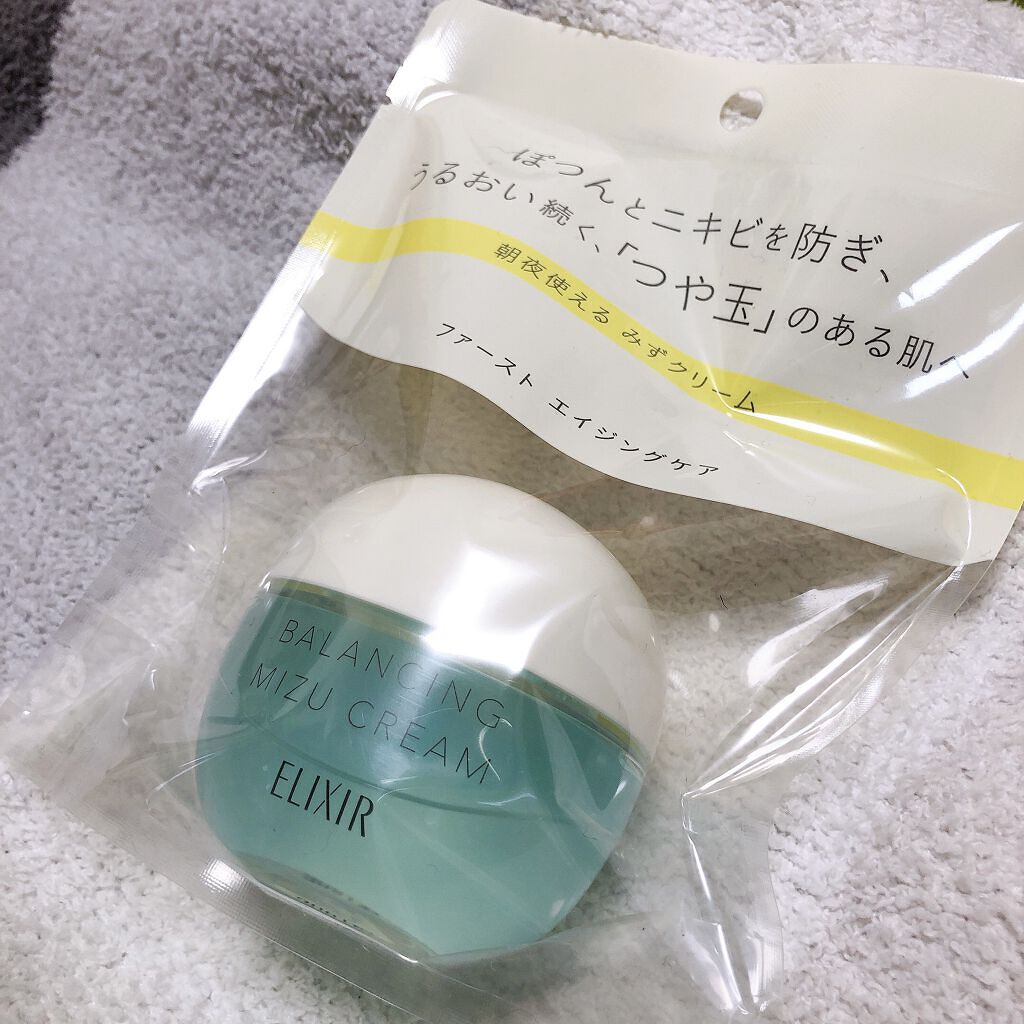 ぽつんとニキビを防ぎ、
うるおい続く、「つや玉」のある肌へ
朝夜使える みずクリーム
ファースト エイジングケア
BALANCING
MIZU CREAM
ELIXIR